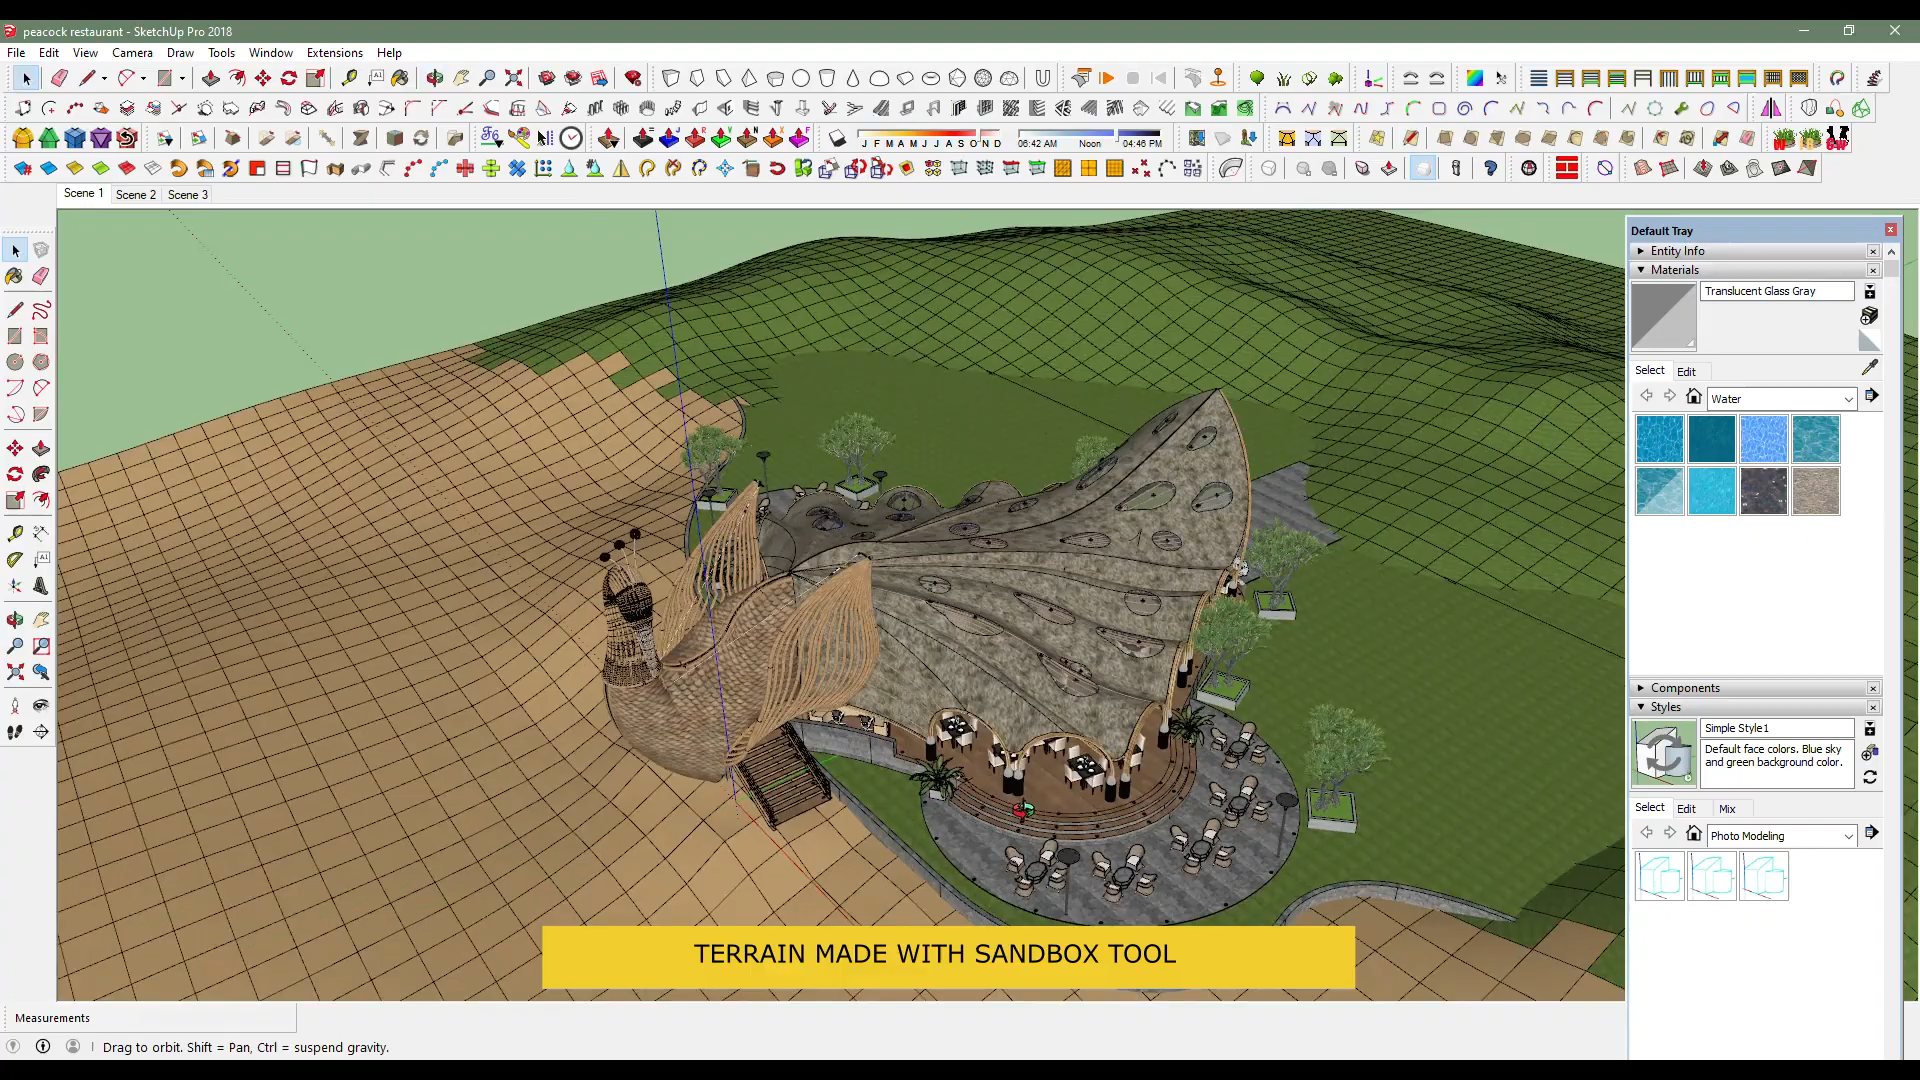 peacock restaurant - SketchUp Pro 2018
File Edit View Camera Draw Tools Window Extensions Help
J F M A M J J A S O N D
06:42 AM Noon 04:46 PM
Scene 1 Scene 2 Scene 3
Default Tray
Entity Info
Materials
Translucent Glass Gray
Select Edit
Water
Components
Styles
Simple Style1
Default face colors. Blue sky
and green background color.
Select Edit Mix
Photo Modeling
TERRAIN MADE WITH SANDBOX TOOL
Measurements
Drag to orbit. Shift = Pan, Ctrl = suspend gravity.